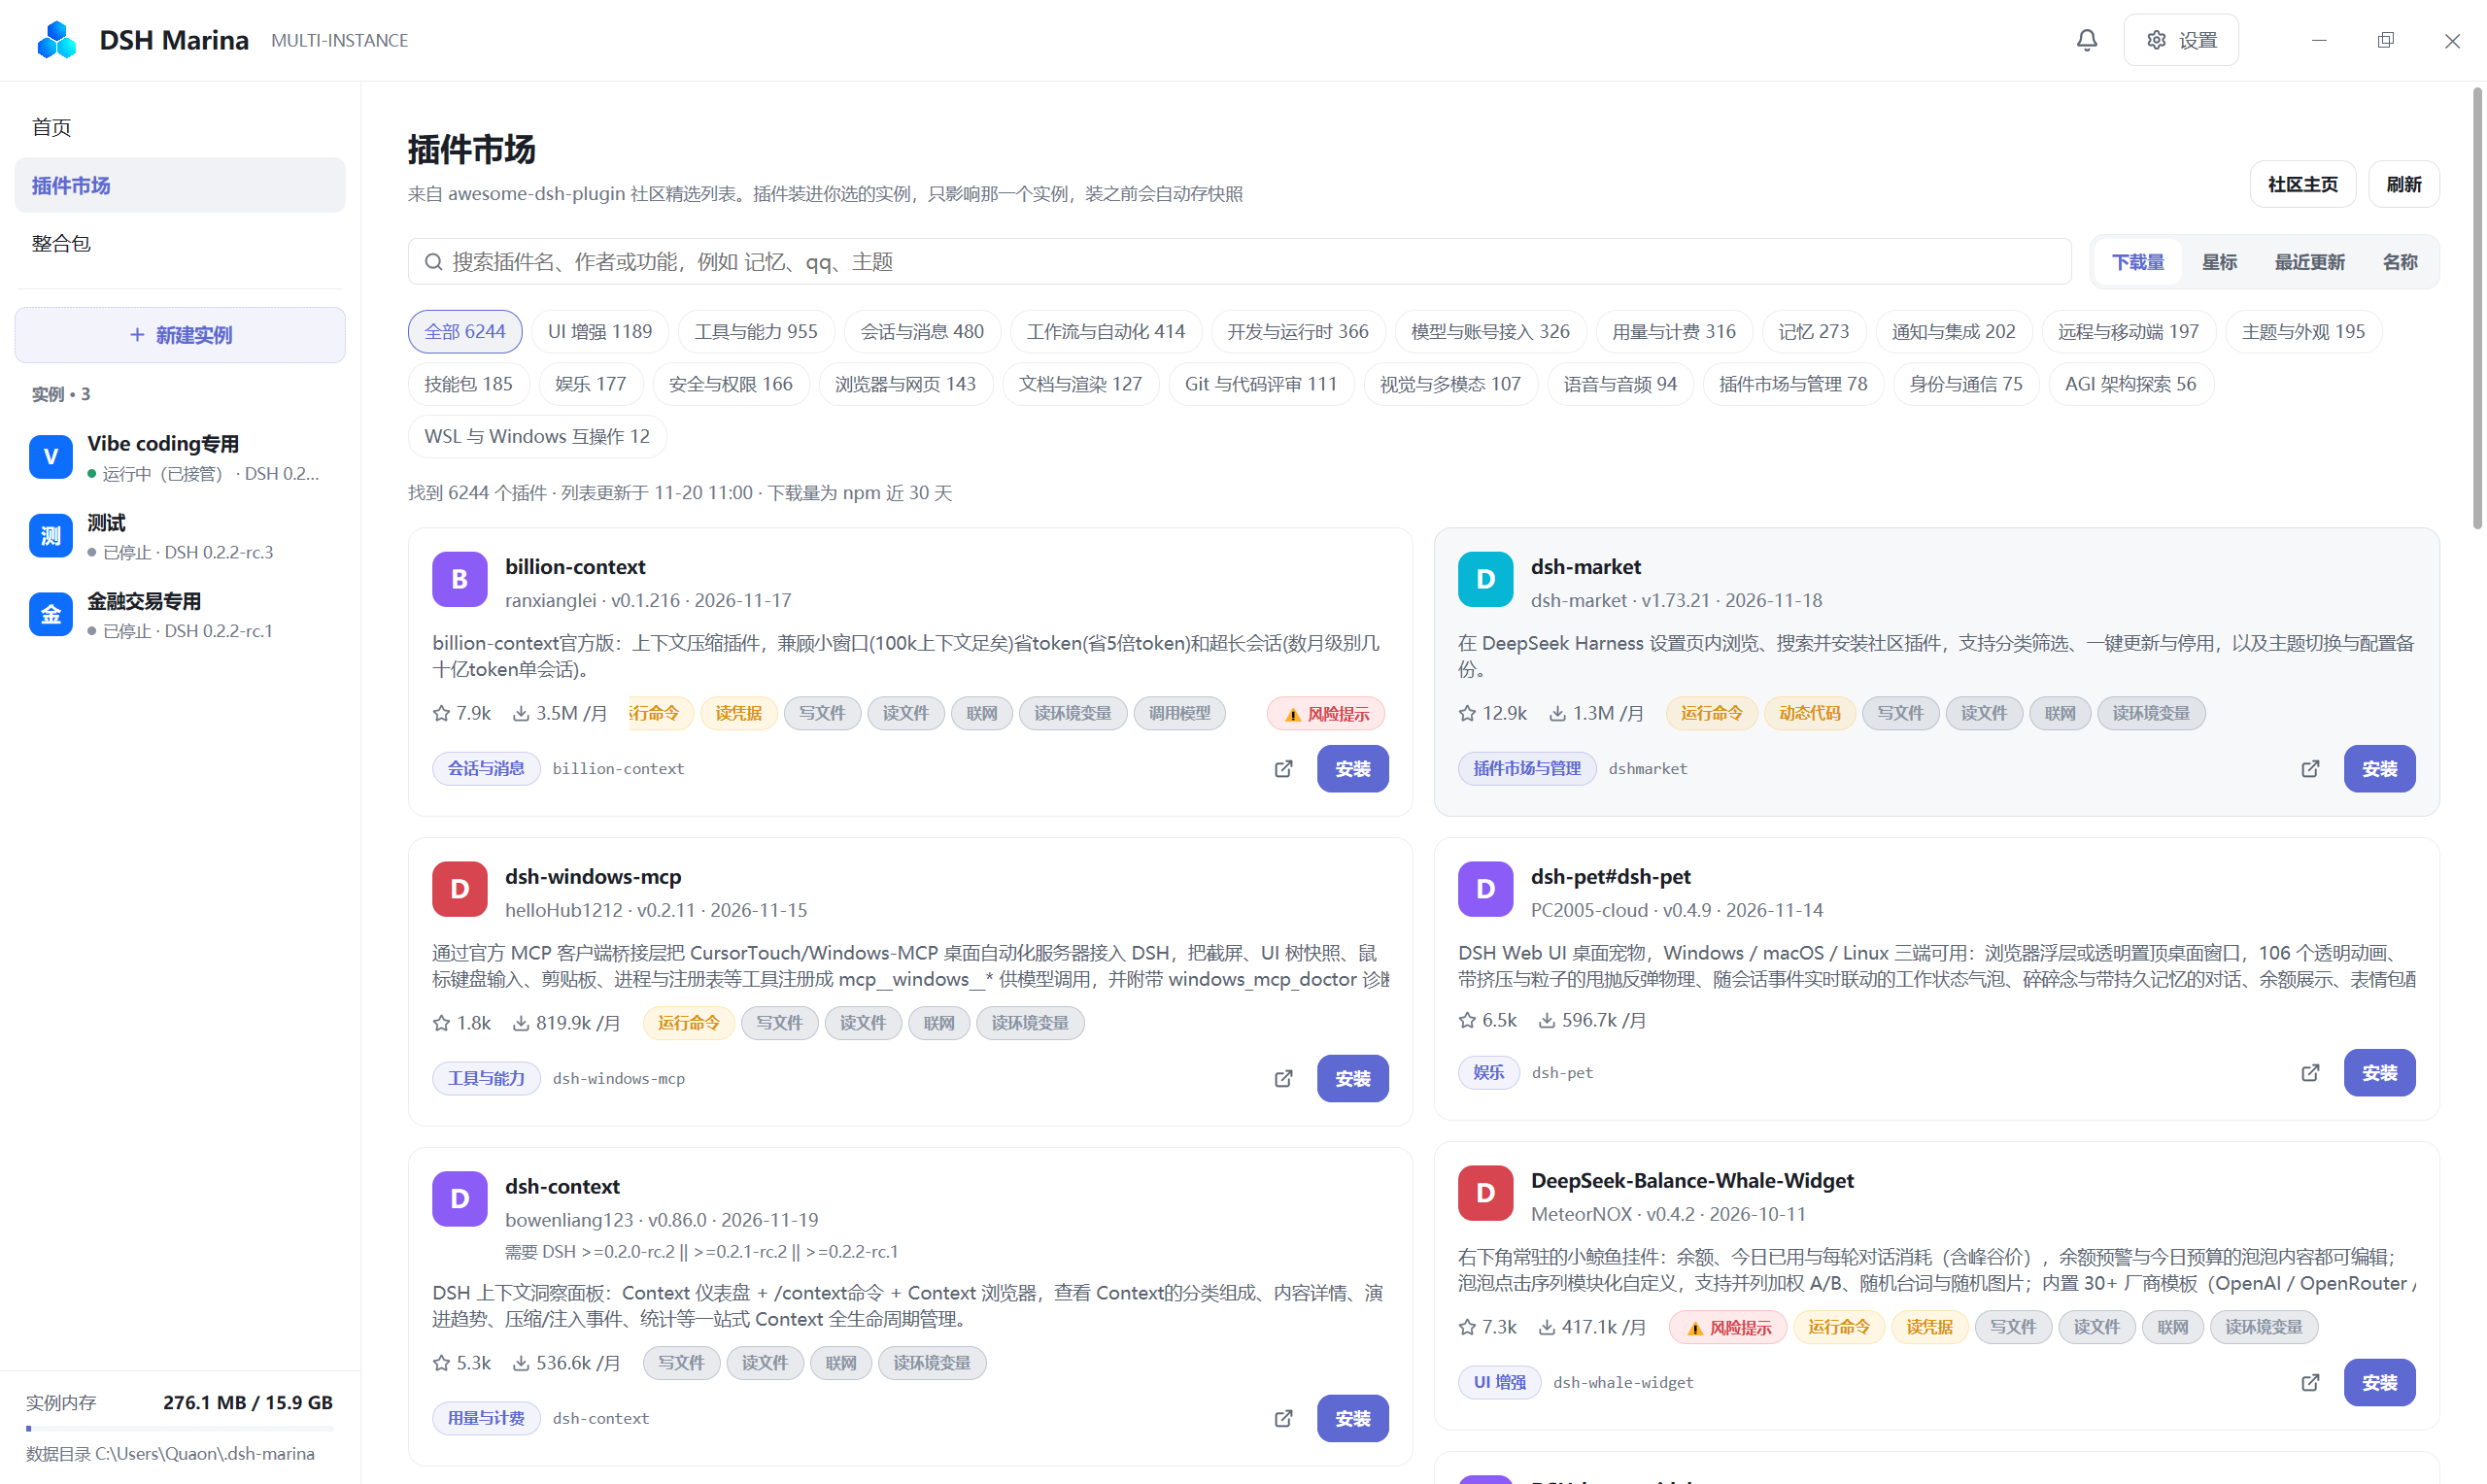 DSH Marina MULTI-INSTANCE
设置
首页
插件市场
整合包
+ 新建实例
实例 • 3
V
Vibe coding专用
运行中（已接管） · DSH 0.2...
测
测试
已停止 · DSH 0.2.2-rc.3
金
金融交易专用
已停止 · DSH 0.2.2-rc.1
实例内存 276.1 MB / 15.9 GB
数据目录 C:\Users\Quaon\.dsh-marina
插件市场
来自 awesome-dsh-plugin 社区精选列表。插件装进你选的实例，只影响那一个实例，装之前会自动存快照
社区主页 刷新
搜索插件名、作者或功能，例如 记忆、qq、主题
下载量 星标 最近更新 名称
全部 6244 UI 增强 1189 工具与能力 955 会话与消息 480 工作流与自动化 414 开发与运行时 366 模型与账号接入 326 用量与计费 316 记忆 273 通知与集成 202 远程与移动端 197 主题与外观 195
技能包 185 娱乐 177 安全与权限 166 浏览器与网页 143 文档与渲染 127 Git 与代码评审 111 视觉与多模态 107 语音与音频 94 插件市场与管理 78 身份与通信 75 AGI 架构探索 56
WSL 与 Windows 互操作 12
找到 6244 个插件 · 列表更新于 11-20 11:00 · 下载量为 npm 近 30 天
B
billion-context
ranxianglei · v0.1.216 · 2026-11-17
billion-context官方版：上下文压缩插件，兼顾小窗口(100k上下文足矣)省token(省5倍token)和超长会话(数月级别几
十亿token单会话)。
7.9k 3.5M /月 行命令 读凭据 写文件 读文件 联网 读环境变量 调用模型 风险提示
会话与消息 billion-context 安装
D
dsh-market
dsh-market · v1.73.21 · 2026-11-18
在 DeepSeek Harness 设置页内浏览、搜索并安装社区插件，支持分类筛选、一键更新与停用，以及主题切换与配置备
份。
12.9k 1.3M /月 运行命令 动态代码 写文件 读文件 联网 读环境变量
插件市场与管理 dshmarket 安装
D
dsh-windows-mcp
helloHub1212 · v0.2.11 · 2026-11-15
通过官方 MCP 客户端桥接层把 CursorTouch/Windows-MCP 桌面自动化服务器接入 DSH，把截屏、UI 树快照、鼠
标键盘输入、剪贴板、进程与注册表等工具注册成 mcp__windows__* 供模型调用，并附带 windows_mcp_doctor 诊断
1.8k 819.9k /月 运行命令 写文件 读文件 联网 读环境变量
工具与能力 dsh-windows-mcp 安装
D
dsh-pet#dsh-pet
PC2005-cloud · v0.4.9 · 2026-11-14
DSH Web UI 桌面宠物，Windows / macOS / Linux 三端可用：浏览器浮层或透明置顶桌面窗口，106 个透明动画、
带挤压与粒子的甩抛反弹物理、随会话事件实时联动的工作状态气泡、碎碎念与带持久记忆的对话、余额展示、表情包配
6.5k 596.7k /月
娱乐 dsh-pet 安装
D
dsh-context
bowenliang123 · v0.86.0 · 2026-11-19
需要 DSH >=0.2.0-rc.2 || >=0.2.1-rc.2 || >=0.2.2-rc.1
DSH 上下文洞察面板：Context 仪表盘 + /context命令 + Context 浏览器，查看 Context的分类组成、内容详情、演
进趋势、压缩/注入事件、统计等一站式 Context 全生命周期管理。
5.3k 536.6k /月 写文件 读文件 联网 读环境变量
用量与计费 dsh-context 安装
D
DeepSeek-Balance-Whale-Widget
MeteorNOX · v0.4.2 · 2026-10-11
右下角常驻的小鲸鱼挂件：余额、今日已用与每轮对话消耗（含峰谷价），余额预警与今日预算的泡泡内容都可编辑；
泡泡点击序列模块化自定义，支持并列加权 A/B、随机台词与随机图片；内置 30+ 厂商模板（OpenAI / OpenRouter /
7.3k 417.1k /月 风险提示 运行命令 读凭据 写文件 读文件 联网 读环境变量
UI 增强 dsh-whale-widget 安装